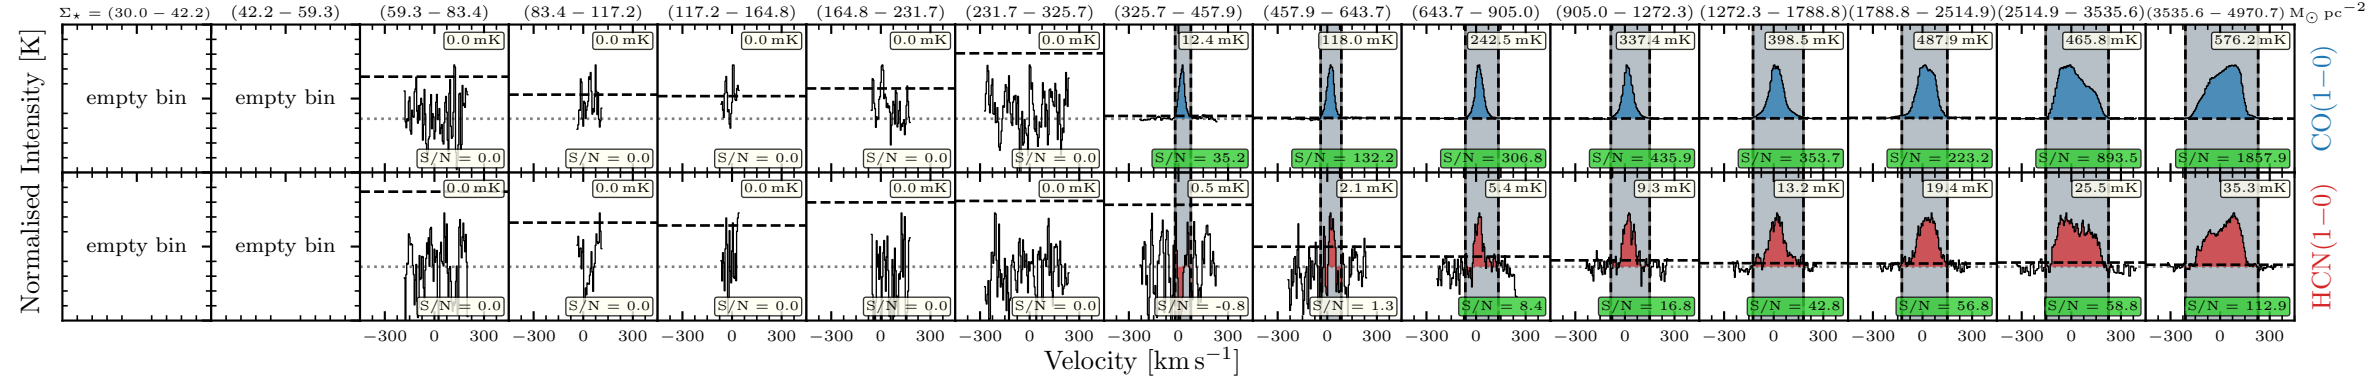 Σ⋆ = (30.0 − 42.2) (42.2 − 59.3) (59.3 − 83.4) (83.4 − 117.2) (117.2 − 164.8) (164.8 − 231.7) (231.7 − 325.7) (325.7 − 457.9) (457.9 − 643.7) (643.7 − 905.0) (905.0 − 1272.3) (1272.3 − 1788.8) (1788.8 − 2514.9) (2514.9 − 3535.6) (3535.6 − 4970.7) M⊙ pc−2
Normalised Intensity [K]
0.0 mK 0.0 mK 0.0 mK 0.0 mK 0.0 mK 12.4 mK 118.0 mK 242.5 mK 337.4 mK 398.5 mK 487.9 mK 465.8 mK 576.2 mK
empty bin empty bin
S/N = 0.0 S/N = 0.0 S/N = 0.0 S/N = 0.0 S/N = 0.0 S/N = 35.2 S/N = 132.2 S/N = 306.8 S/N = 435.9 S/N = 353.7 S/N = 223.2 S/N = 893.5 S/N = 1857.9
CO(1−0)
0.0 mK 0.0 mK 0.0 mK 0.0 mK 0.0 mK 0.5 mK 2.1 mK 5.4 mK 9.3 mK 13.2 mK 19.4 mK 25.5 mK 35.3 mK
empty bin empty bin
S/N = 0.0 S/N = 0.0 S/N = 0.0 S/N = 0.0 S/N = 0.0 S/N = -0.8 S/N = 1.3 S/N = 8.4 S/N = 16.8 S/N = 42.8 S/N = 56.8 S/N = 58.8 S/N = 112.9
HCN(1−0)
−300 0 300 −300 0 300 −300 0 300 −300 0 300 −300 0 300 −300 0 300 −300 0 300 −300 0 300 −300 0 300 −300 0 300 −300 0 300 −300 0 300 −300 0 300
Velocity [km s−1]